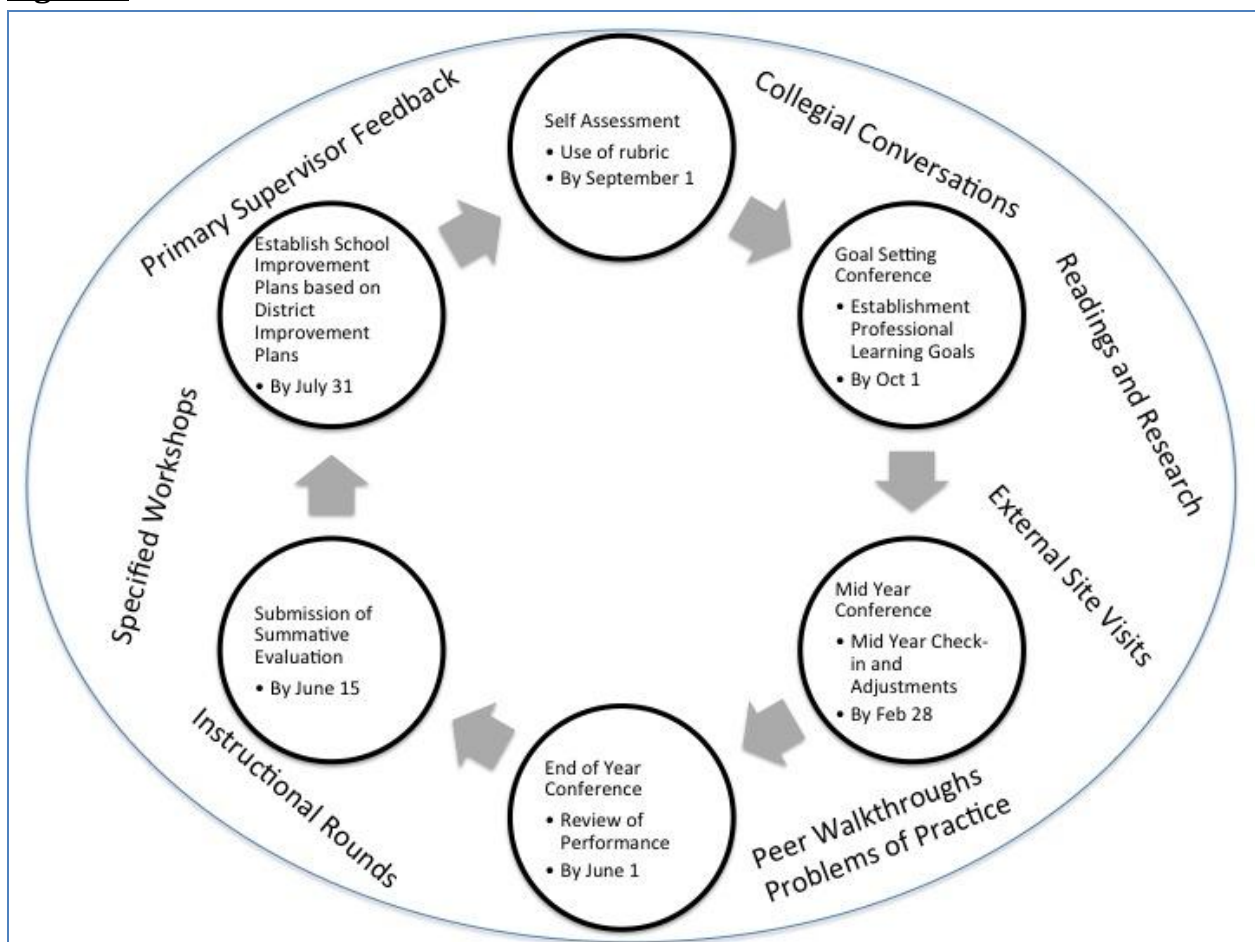 Primary Supervisor Feedback
Collegial Conversations
Readings and Research
External Site Visits
Peer Walkthroughs
Problems of Practice
Instructional Rounds
Specified Workshops
Self Assessment
• Use of rubric
• By September 1
Goal Setting
Conference
• Establishment
Professional
Learning Goals
• By Oct 1
Mid Year
Conference
• Mid Year Check-
in and
Adjustments
• By Feb 28
End of Year
Conference
• Review of
Performance
• By June 1
Submission of
Summative
Evaluation
• By June 15
Establish School
Improvement
Plans based on
District
Improvement
Plans
• By July 31